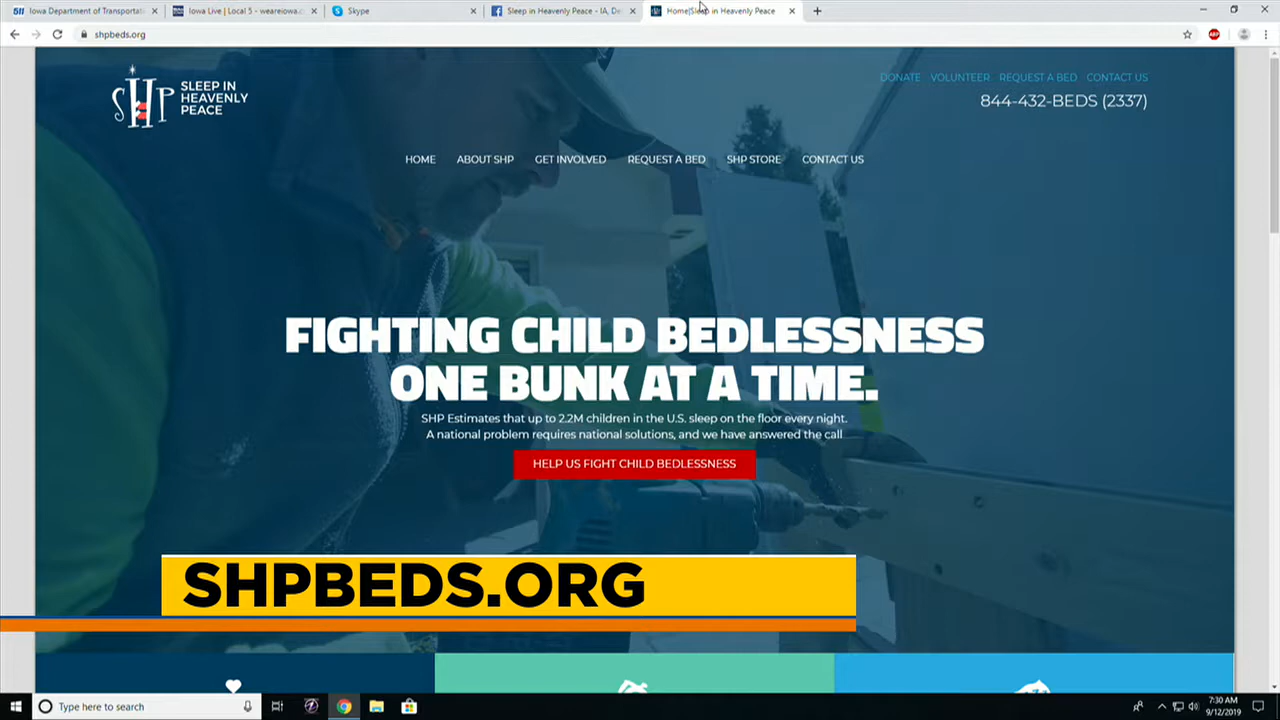 511 Iowa Department of Transportati
Iowa Live | Local 5 - weareiowa.c
Skype
Sleep in Heavenly Peace - IA, De
Home|Sleep in Heavenly Peace
shpbeds.org
ABP
SHP
SLEEP IN
HEAVENLY
PEACE
DONATE VOLUNTEER REQUEST A BED CONTACT US
844-432-BEDS (2337)
HOME ABOUT SHP GET INVOLVED REQUEST A BED SHP STORE CONTACT US
FIGHTING CHILD BEDLESSNESS
ONE BUNK AT A TIME.
SHP Estimates that up to 2.2M children in the U.S. sleep on the floor every night.
A national problem requires national solutions, and we have answered the call
HELP US FIGHT CHILD BEDLESSNESS
SHPBEDS.ORG
Type here to search
7:30 AM
9/12/2019